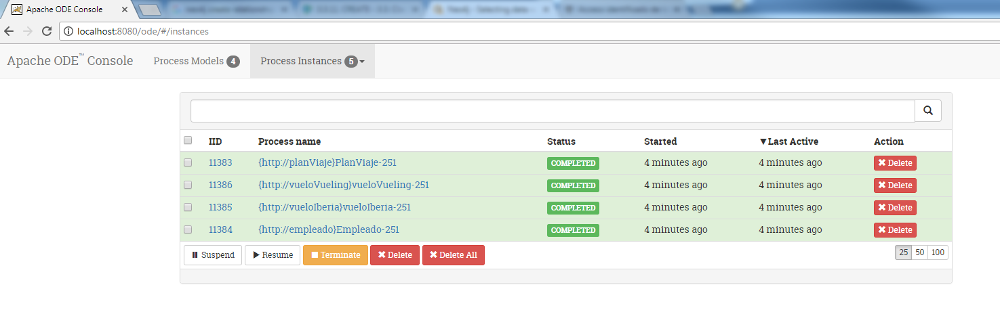 Apache ODE Console
localhost:8080/ode/#/instances
Apache ODE™ Console Process Models 4 Process Instances 5
IID Process name Status Started ▼Last Active Action
11383 {http://planViaje}PlanViaje-251 COMPLETED 4 minutes ago 4 minutes ago Delete
11386 {http://vueloVueling}vueloVueling-251 COMPLETED 4 minutes ago 4 minutes ago Delete
11385 {http://vueloIberia}vueloIberia-251 COMPLETED 4 minutes ago 4 minutes ago Delete
11384 {http://empleado}Empleado-251 COMPLETED 4 minutes ago 4 minutes ago Delete
Suspend Resume Terminate Delete Delete All 25 50 100